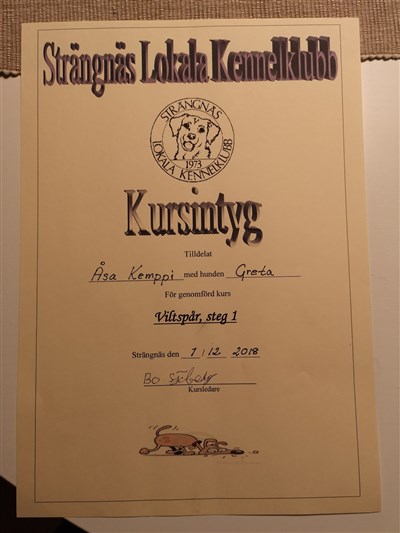 Strängnäs Lokala Kennelklubb
STRÄNGNÄS
LOKALA KENNELKLUBB
1973
Kursintyg
Tilldelat
Åsa Kemppi med hunden Greta
För genomförd kurs
Viltspår, steg 1
Strängnäs den 1/12 2018
Bo
Kursledare